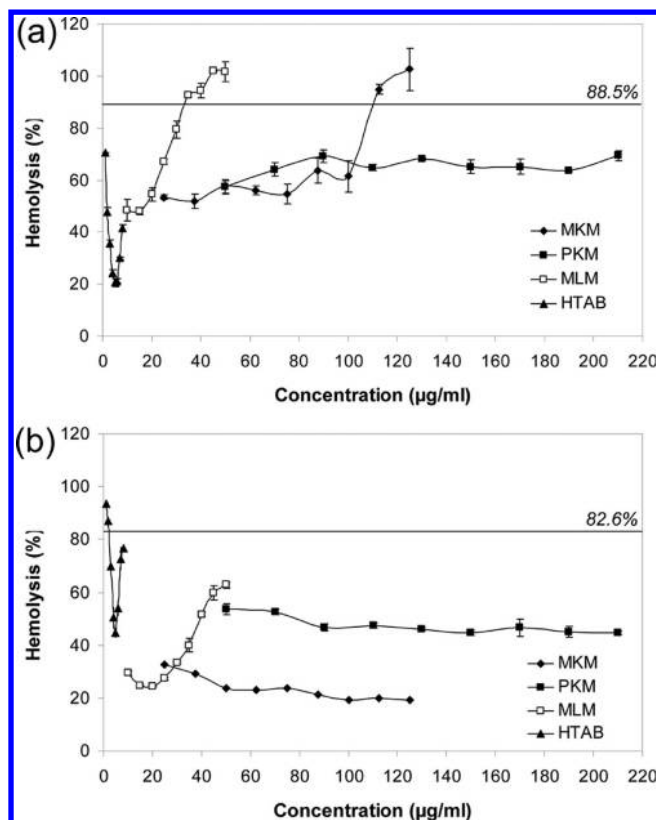 (a)
120
100
80
60
40
20
0
Hemolysis (%)
88.5%
MKM
PKM
MLM
HTAB
0 20 40 60 80 100 120 140 160 180 200 220
Concentration (µg/ml)
(b)
120
100
80
60
40
20
0
Hemolysis (%)
82.6%
MKM
PKM
MLM
HTAB
0 20 40 60 80 100 120 140 160 180 200 220
Concentration (µg/ml)